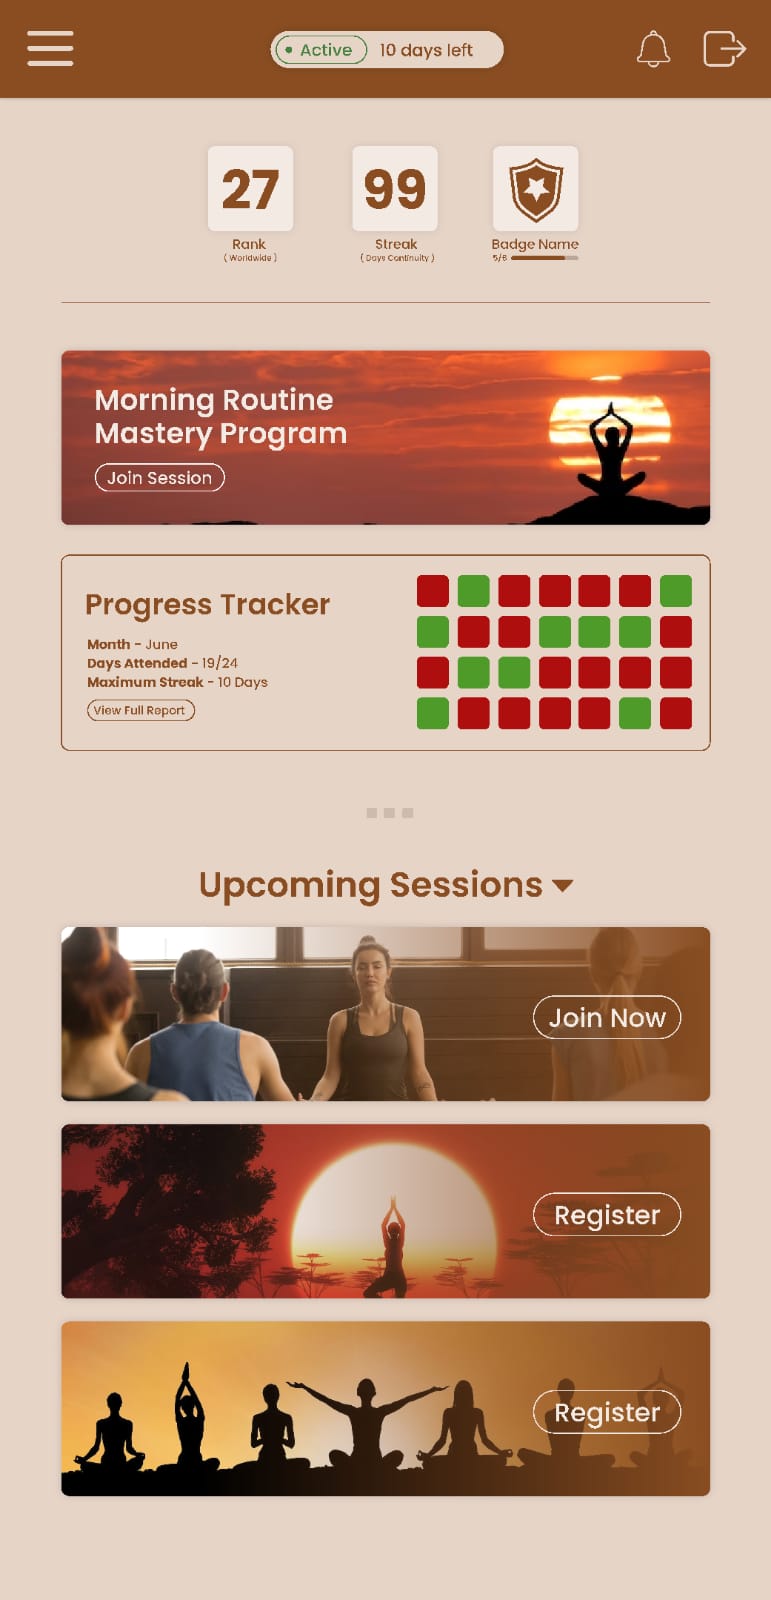 Active 10 days left
27 99
Rank Streak Badge Name
( Worldwide ) ( Days Continuity ) 5/6
Morning Routine
Mastery Program
Join Session
Progress Tracker
Month - June
Days Attended - 19/24
Maximum Streak - 10 Days
View Full Report
Upcoming Sessions
Join Now
Register
Register